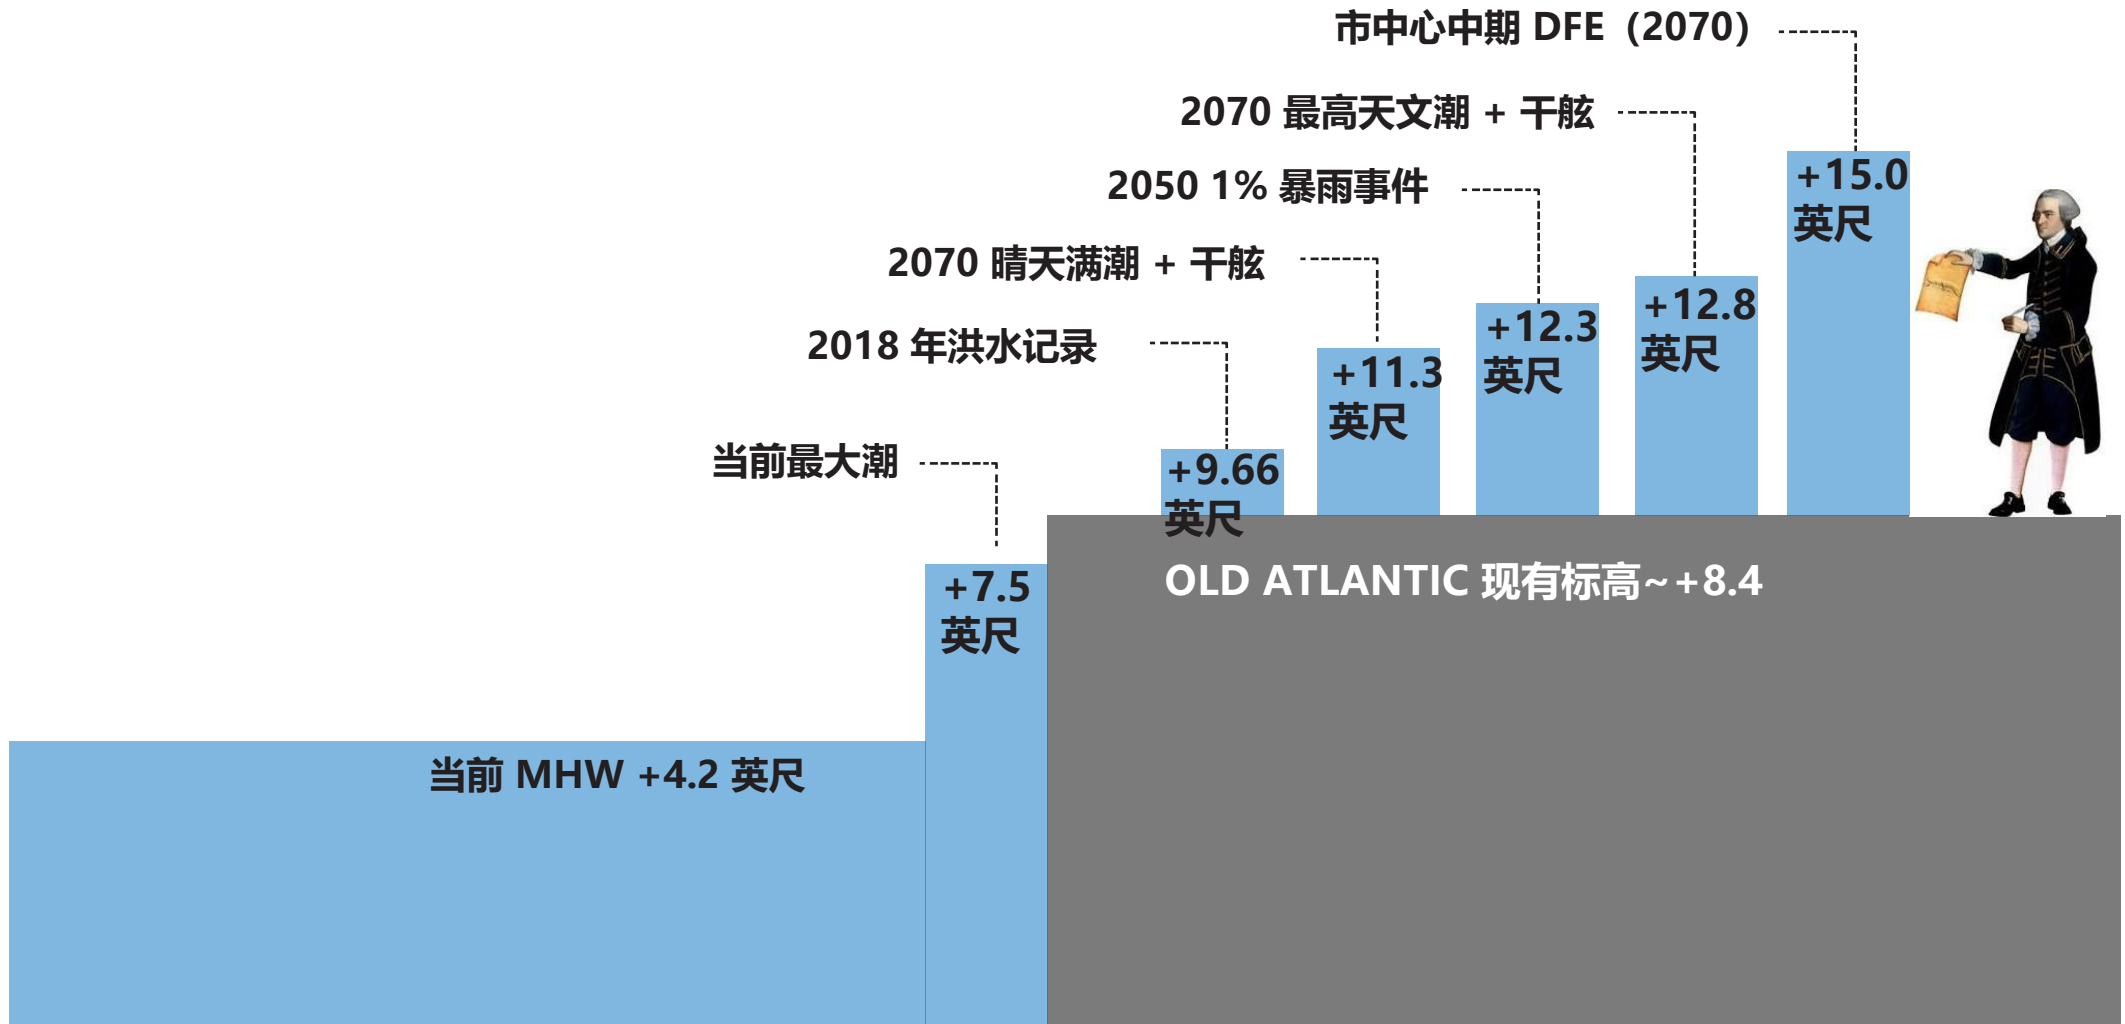 市中心中期 DFE（2070）
2070 最高天文潮 + 干舷
+15.0
英尺
2050 1% 暴雨事件
2070 晴天满潮 + 干舷
+12.8
英尺
+12.3
英尺
2018 年洪水记录
+11.3
英尺
当前最大潮
+9.66
英尺
OLD ATLANTIC 现有标高~+8.4
+7.5
英尺
当前 MHW +4.2 英尺